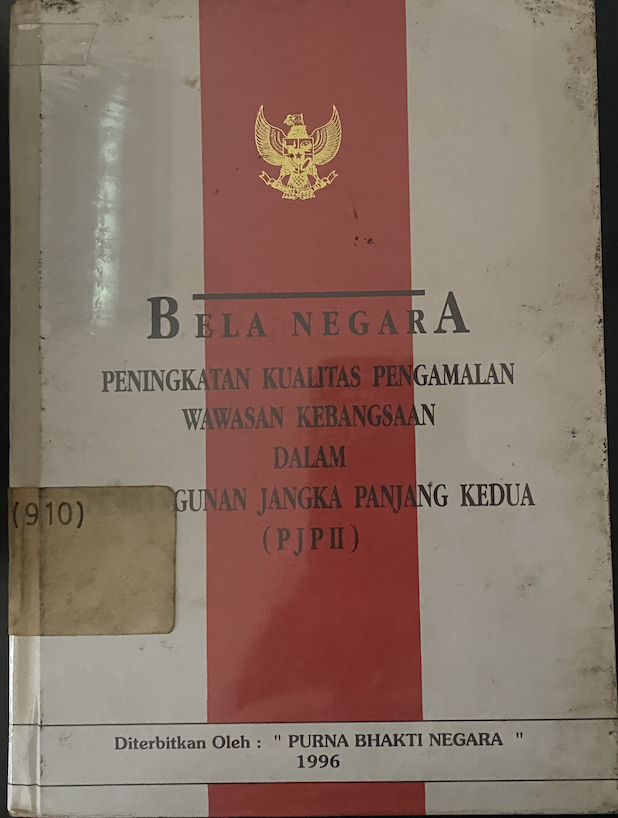 BELA NEGARA
PENINGKATAN KUALITAS PENGAMALAN
WAWASAN KEBANGSAAN
DALAM
GUNAN JANGKA PANJANG KEDUA
(PJPII)
(910)
Diterbitkan Oleh : " PURNA BHAKTI NEGARA "
1996